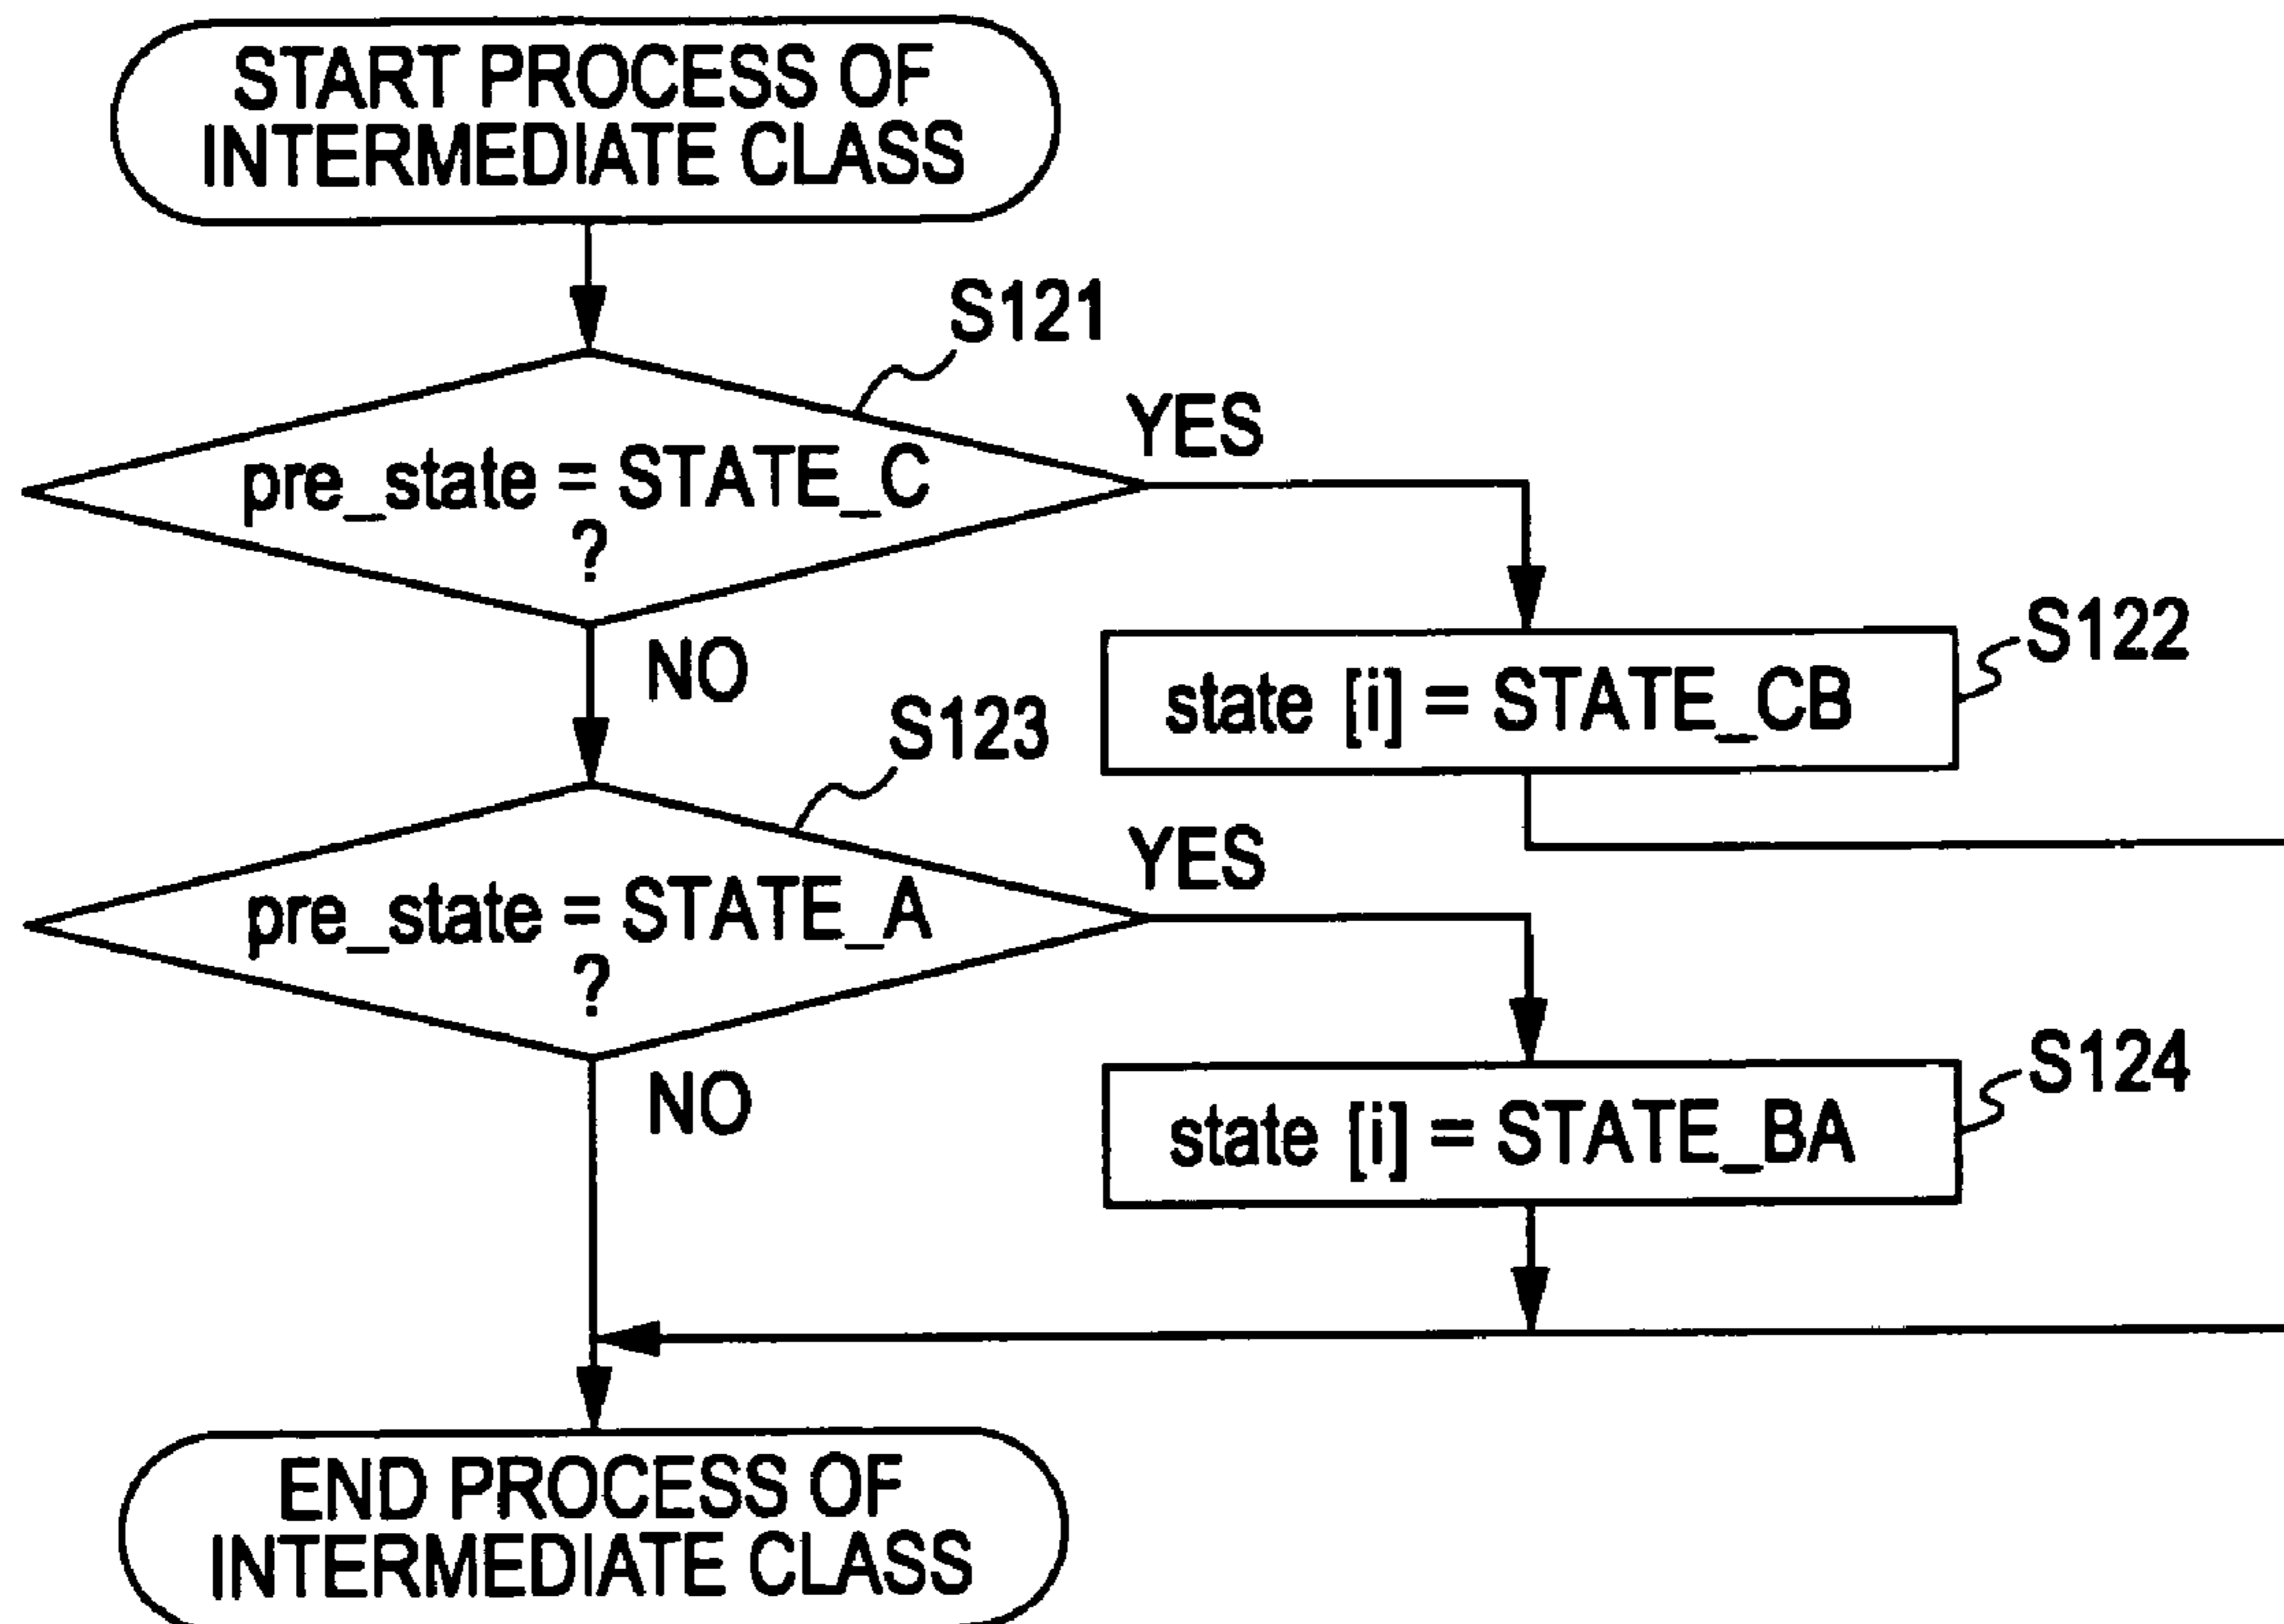 START PROCESS OF
INTERMEDIATE CLASS
S121
YES
pre_state = STATE_C
?
NO
S122
state [i] = STATE_CB
S123
YES
pre_state = STATE_A
?
NO
S124
state [i] = STATE_BA
END PROCESS OF
INTERMEDIATE CLASS